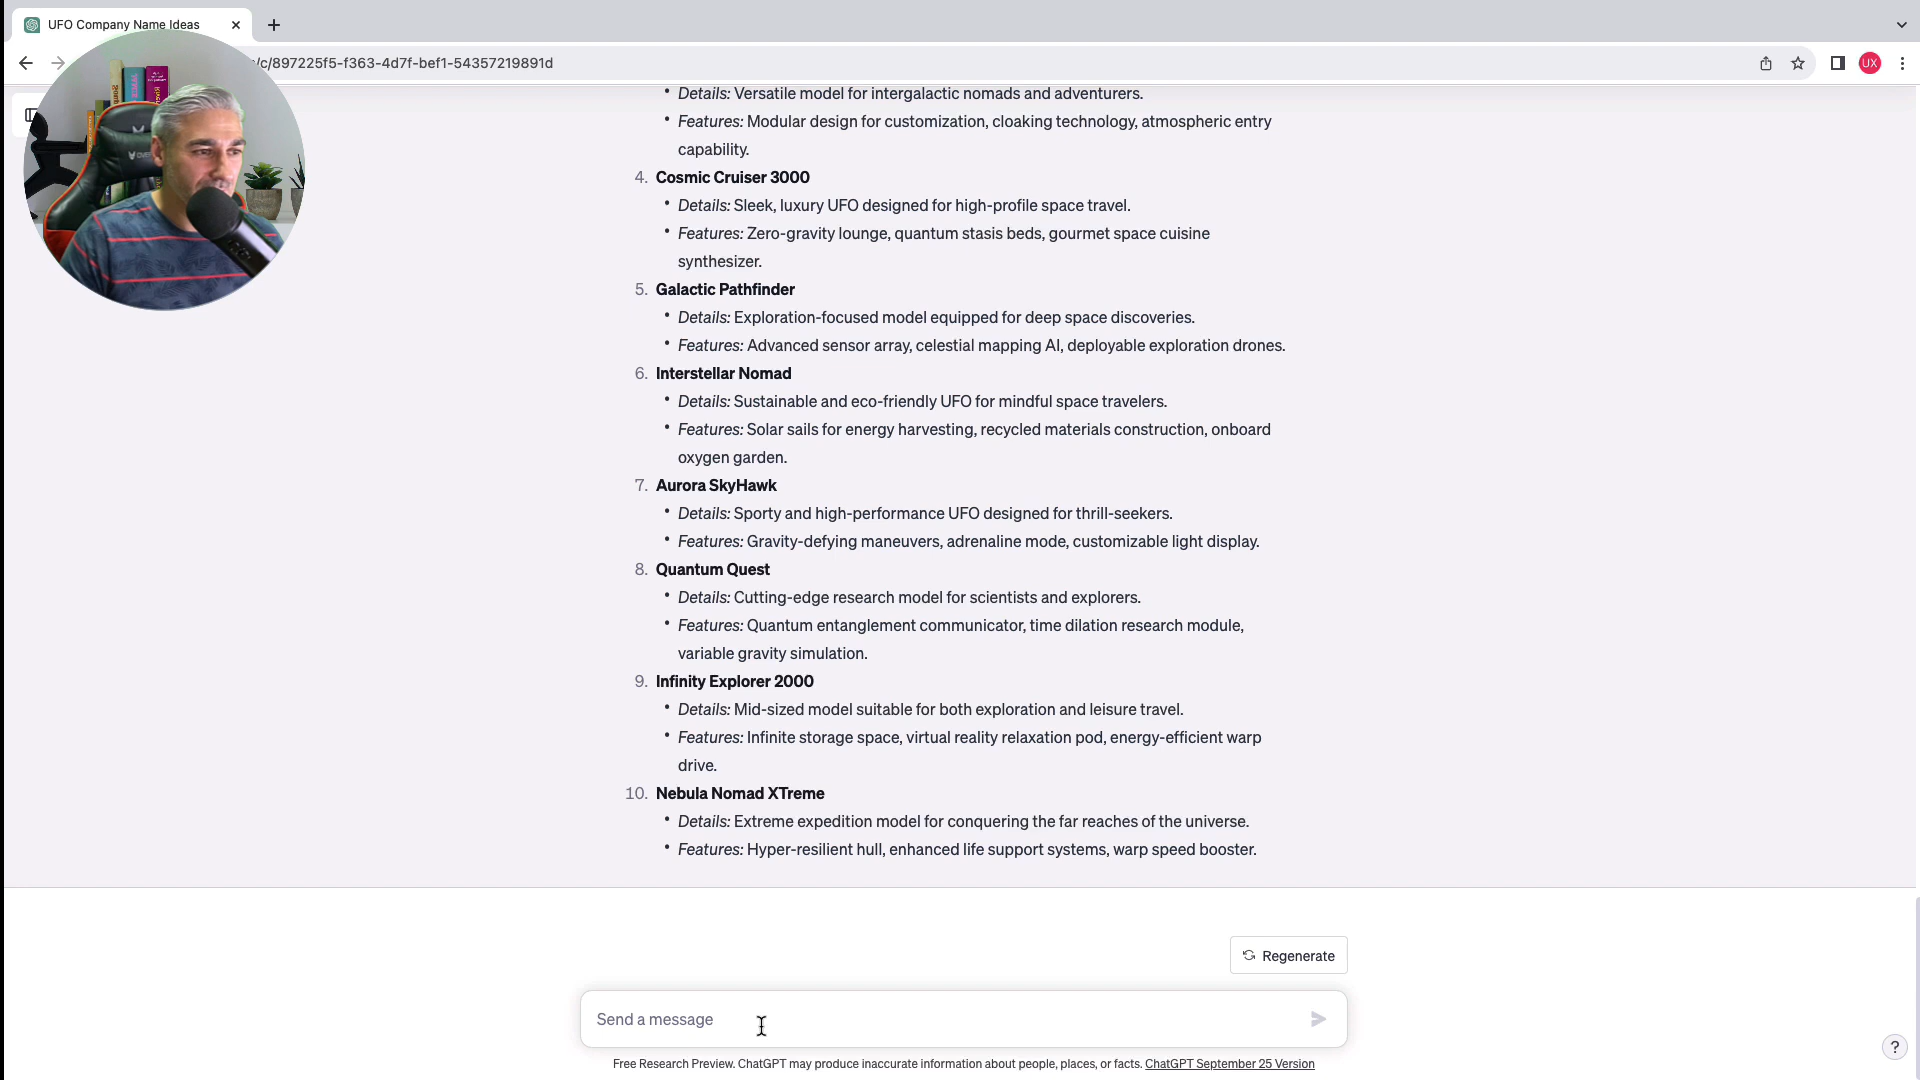 UFO Company Name Ideas
/c/897225f5-f363-4d7f-bef1-54357219891d
UX
• Details: Versatile model for intergalactic nomads and adventurers.
• Features: Modular design for customization, cloaking technology, atmospheric entry
capability.
4. Cosmic Cruiser 3000
• Details: Sleek, luxury UFO designed for high-profile space travel.
• Features: Zero-gravity lounge, quantum stasis beds, gourmet space cuisine
synthesizer.
5. Galactic Pathfinder
• Details: Exploration-focused model equipped for deep space discoveries.
• Features: Advanced sensor array, celestial mapping AI, deployable exploration drones.
6. Interstellar Nomad
• Details: Sustainable and eco-friendly UFO for mindful space travelers.
• Features: Solar sails for energy harvesting, recycled materials construction, onboard
oxygen garden.
7. Aurora SkyHawk
• Details: Sporty and high-performance UFO designed for thrill-seekers.
• Features: Gravity-defying maneuvers, adrenaline mode, customizable light display.
8. Quantum Quest
• Details: Cutting-edge research model for scientists and explorers.
• Features: Quantum entanglement communicator, time dilation research module,
variable gravity simulation.
9. Infinity Explorer 2000
• Details: Mid-sized model suitable for both exploration and leisure travel.
• Features: Infinite storage space, virtual reality relaxation pod, energy-efficient warp
drive.
10. Nebula Nomad XTreme
• Details: Extreme expedition model for conquering the far reaches of the universe.
• Features: Hyper-resilient hull, enhanced life support systems, warp speed booster.
Regenerate
Send a message
Free Research Preview. ChatGPT may produce inaccurate information about people, places, or facts. ChatGPT September 25 Version
?